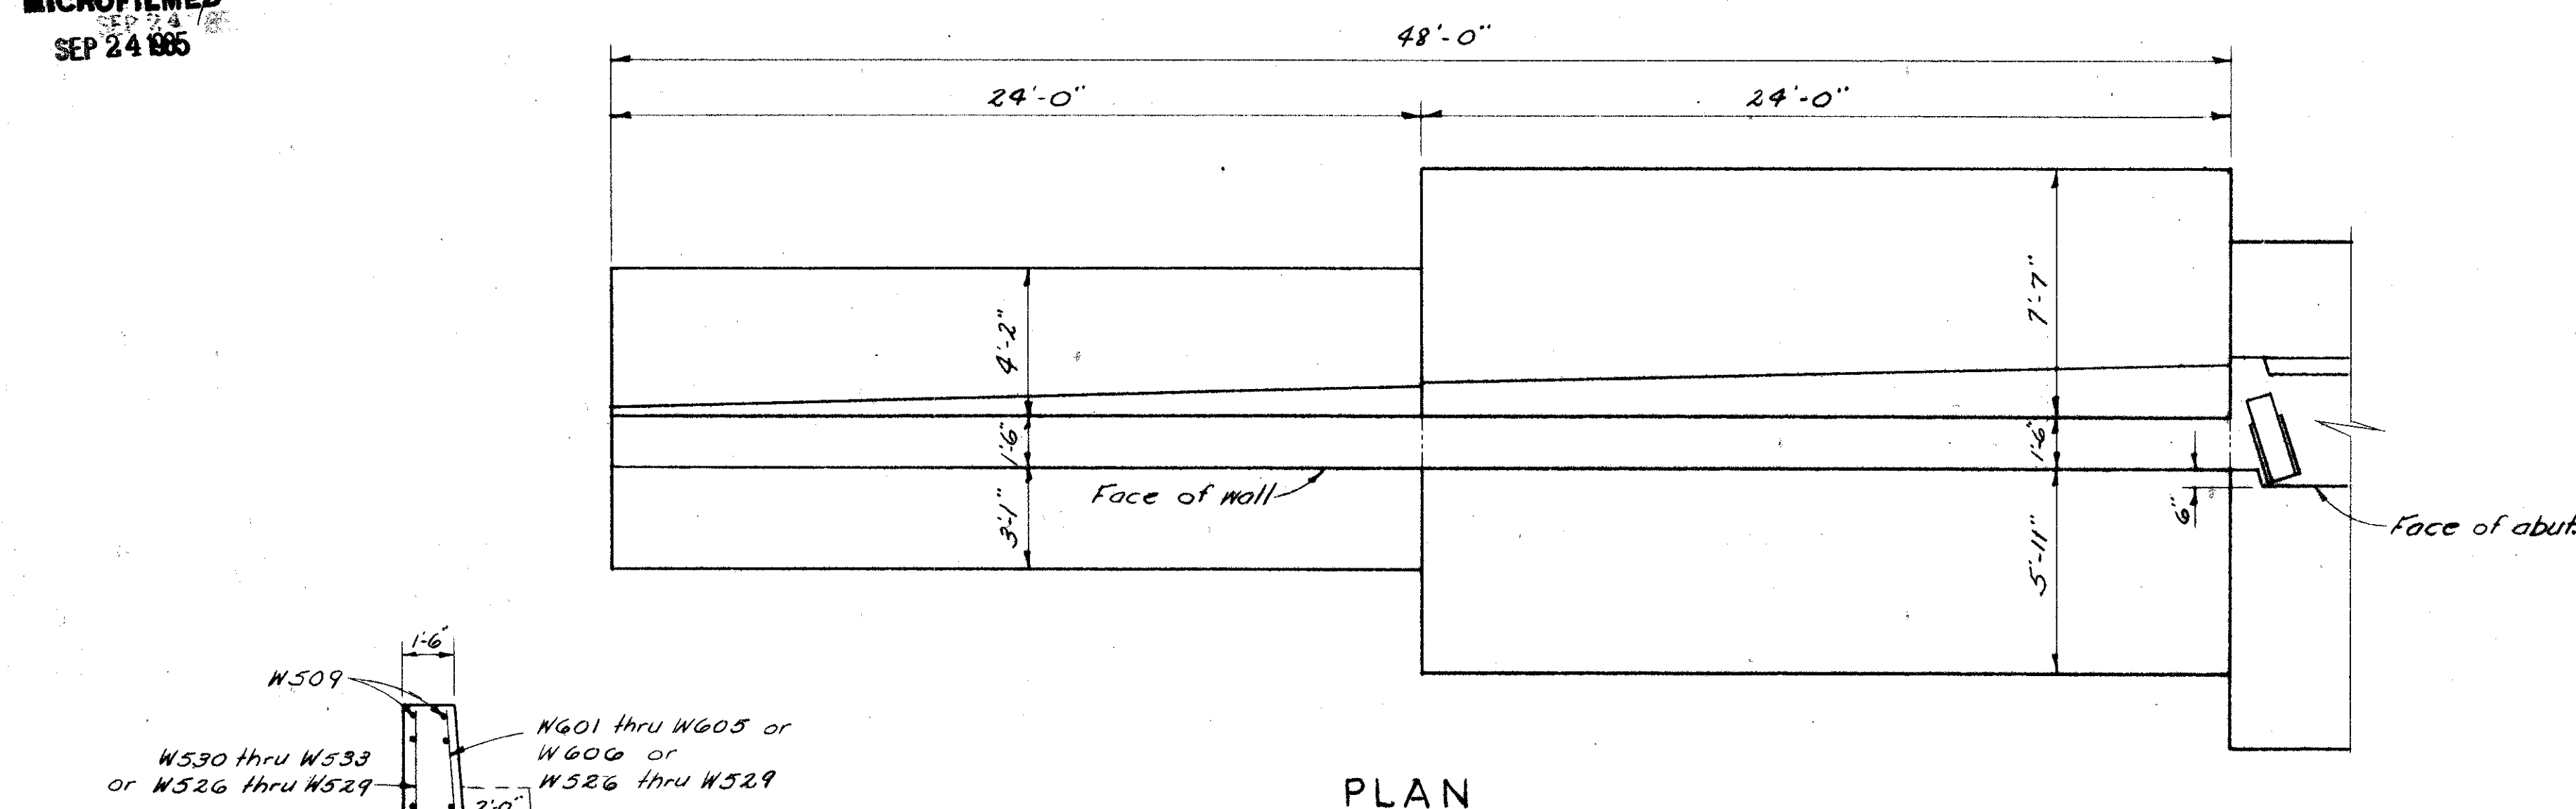 MICROFILMED
SEP 24
SEP 24 1985
48'-0"
24'-0"
24'-0"
4'-2"
7'-7"
1'-6"
1'-6"
Face of wall
3'-1"
5'-11"
6"
Face of abut.
1'-6"
W509
W530 thru W533
or W526 thru W529
W601 thru W605 or
W606 or
W526 thru W529
2'-0"
PLAN